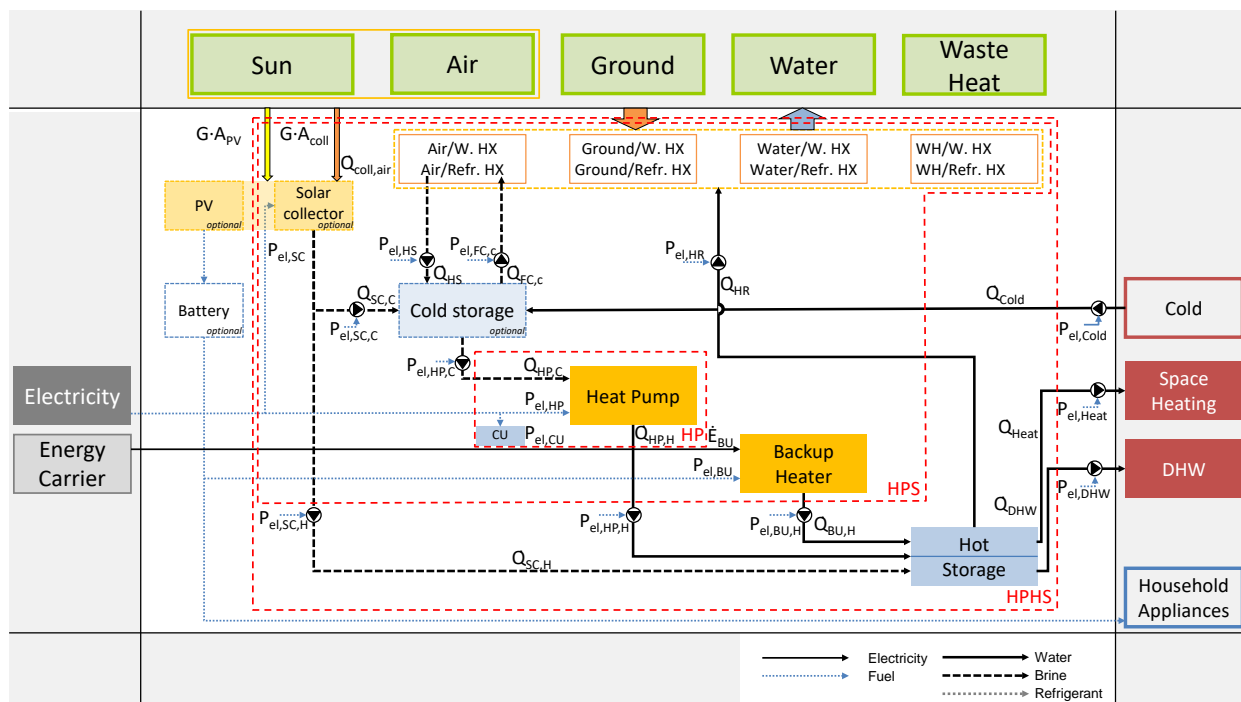 Sun
Air
Ground
Water
Waste
Heat
G·A_PV
G·A_coll
Q_coll,air
Air/W. HX
Air/Refr. HX
Ground/W. HX
Ground/Refr. HX
Water/W. HX
Water/Refr. HX
WH/W. HX
WH/Refr. HX
PV
optional
Solar
collector
optional
P_el,SC
P_el,HS
Q_HS
P_el,FC,c
Q_FC,c
P_el,HR
Q_HR
Battery
optional
Q_SC,C
P_el,SC,C
Cold storage
optional
Q_Cold
P_el,Cold
Cold
P_el,HP,C
Q_HP,C
Electricity
P_el,HP
Heat Pump
CU
P_el,CU
Q_HP,H
HP
Ė_BU
Space
Heating
P_el,Heat
Q_Heat
Energy
Carrier
P_el,BU
Backup
Heater
HPS
DHW
P_el,DHW
Q_DHW
P_el,SC,H
P_el,HP,H
P_el,BU,H
Q_BU,H
Q_SC,H
Hot
Storage
HPHS
Household
Appliances
Electricity
Fuel
Water
Brine
Refrigerant